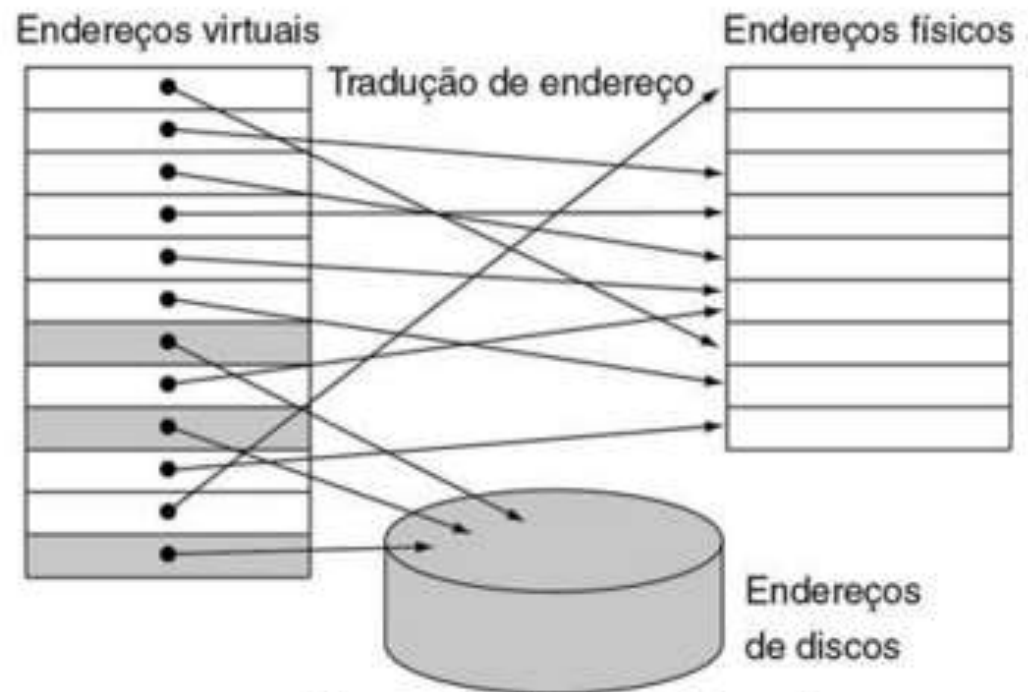 Endereços virtuais
Endereços físicos
Tradução de endereço
Endereços
de discos